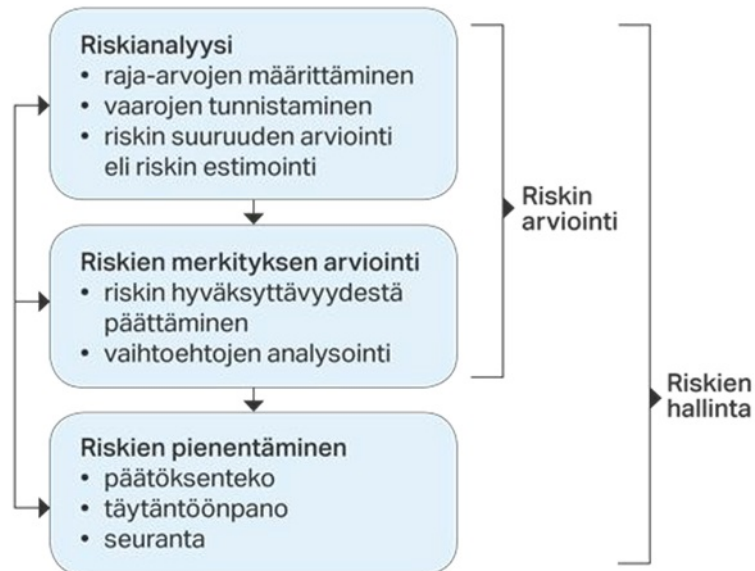 Riskianalyysi
• raja-arvojen määrittäminen
• vaarojen tunnistaminen
• riskin suuruuden arviointi
eli riskin estimointi
Riskien merkityksen arviointi
• riskin hyväksyttävyydestä
päättäminen
• vaihtoehtojen analysointi
Riskien pienentäminen
• päätöksenteko
• täytäntöönpano
• seuranta
Riskin
arviointi
Riskien
hallinta